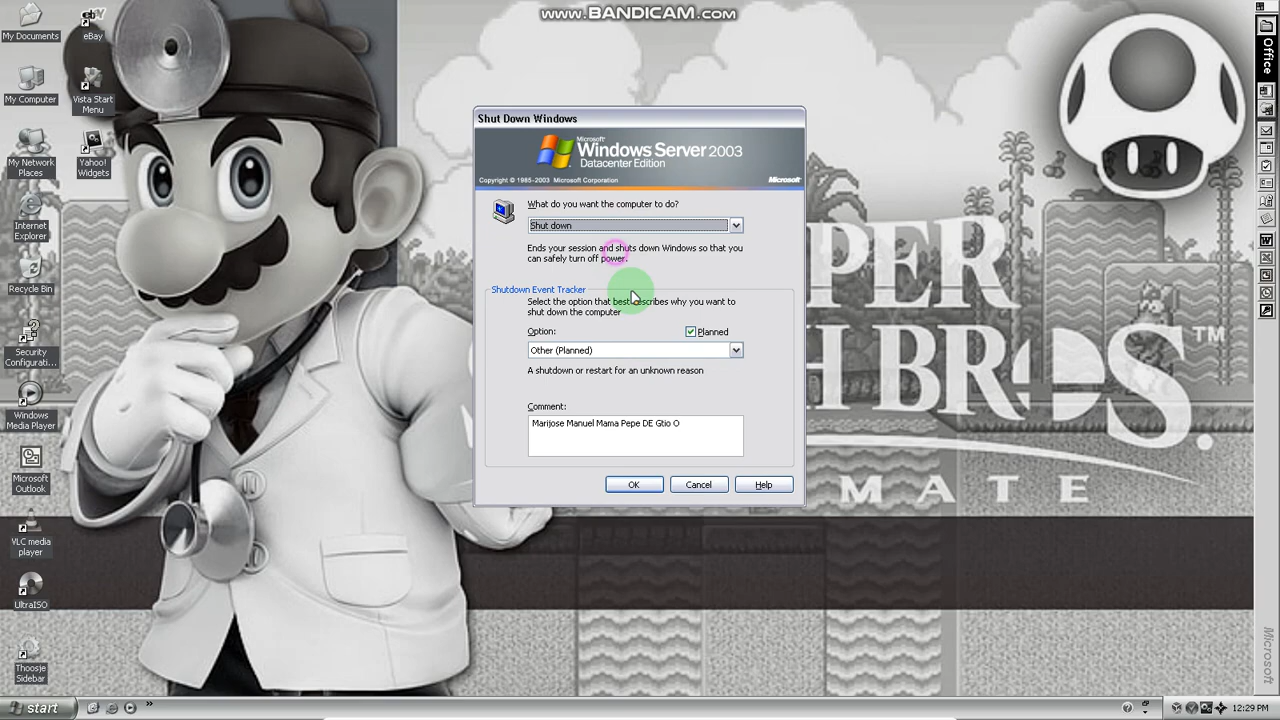 www.BANDICAM.com
My Documents
eBay
My Computer
Vista Start
Menu
My Network
Places
Yahoo!
Widgets
Internet
Explorer
Recycle Bin
Security
Configurati...
Windows
Media Player
Microsoft
Outlook
VLC media
player
UltraISO
Thoosje
Sidebar
Shut Down Windows
Microsoft®
Windows Server 2003
Datacenter Edition
Copyright © 1985-2003 Microsoft Corporation
Microsoft
What do you want the computer to do?
Shut down
Ends your session and shuts down Windows so that you
can safely turn off power.
Shutdown Event Tracker
Select the option that best describes why you want to
shut down the computer
Option:
Planned
Other (Planned)
A shutdown or restart for an unknown reason
Comment:
Marijose Manuel Mama Pepe DE Gtio O
OK
Cancel
Help
PER
H BROS.
™
MATE
Office
Microsoft
start
12:29 PM